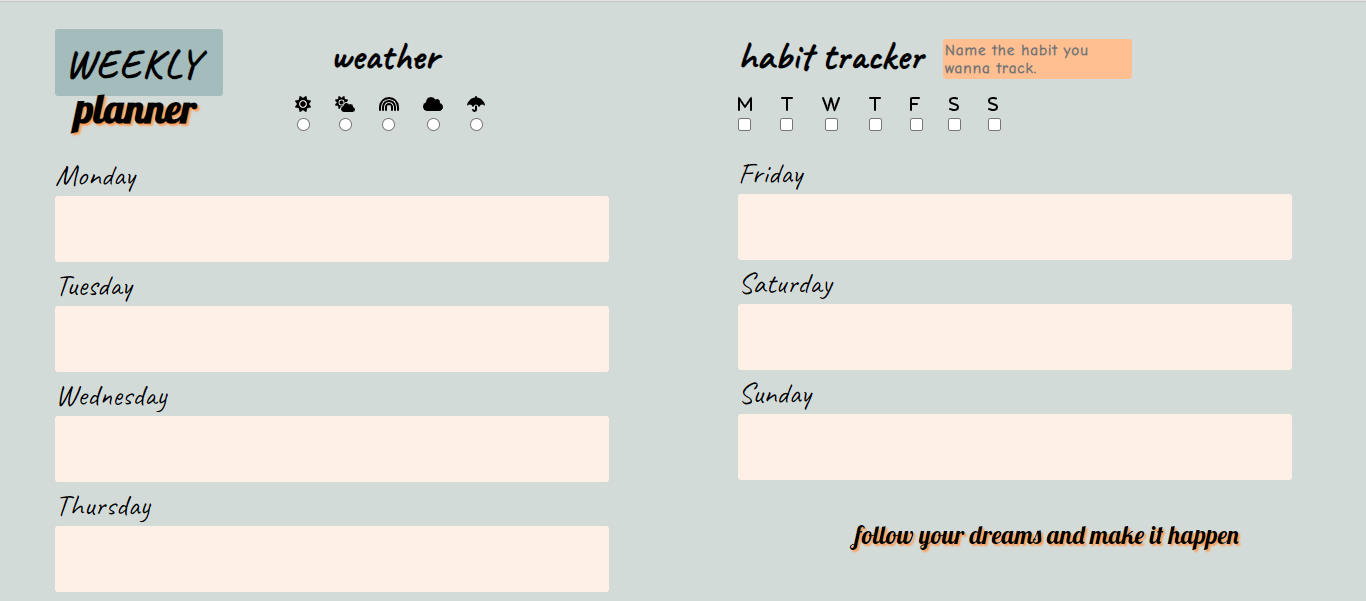 WEEKLY
planner
weather
habit tracker
Name the habit you
wanna track.
M T W T F S S
Monday
Tuesday
Wednesday
Thursday
Friday
Saturday
Sunday
follow your dreams and make it happen